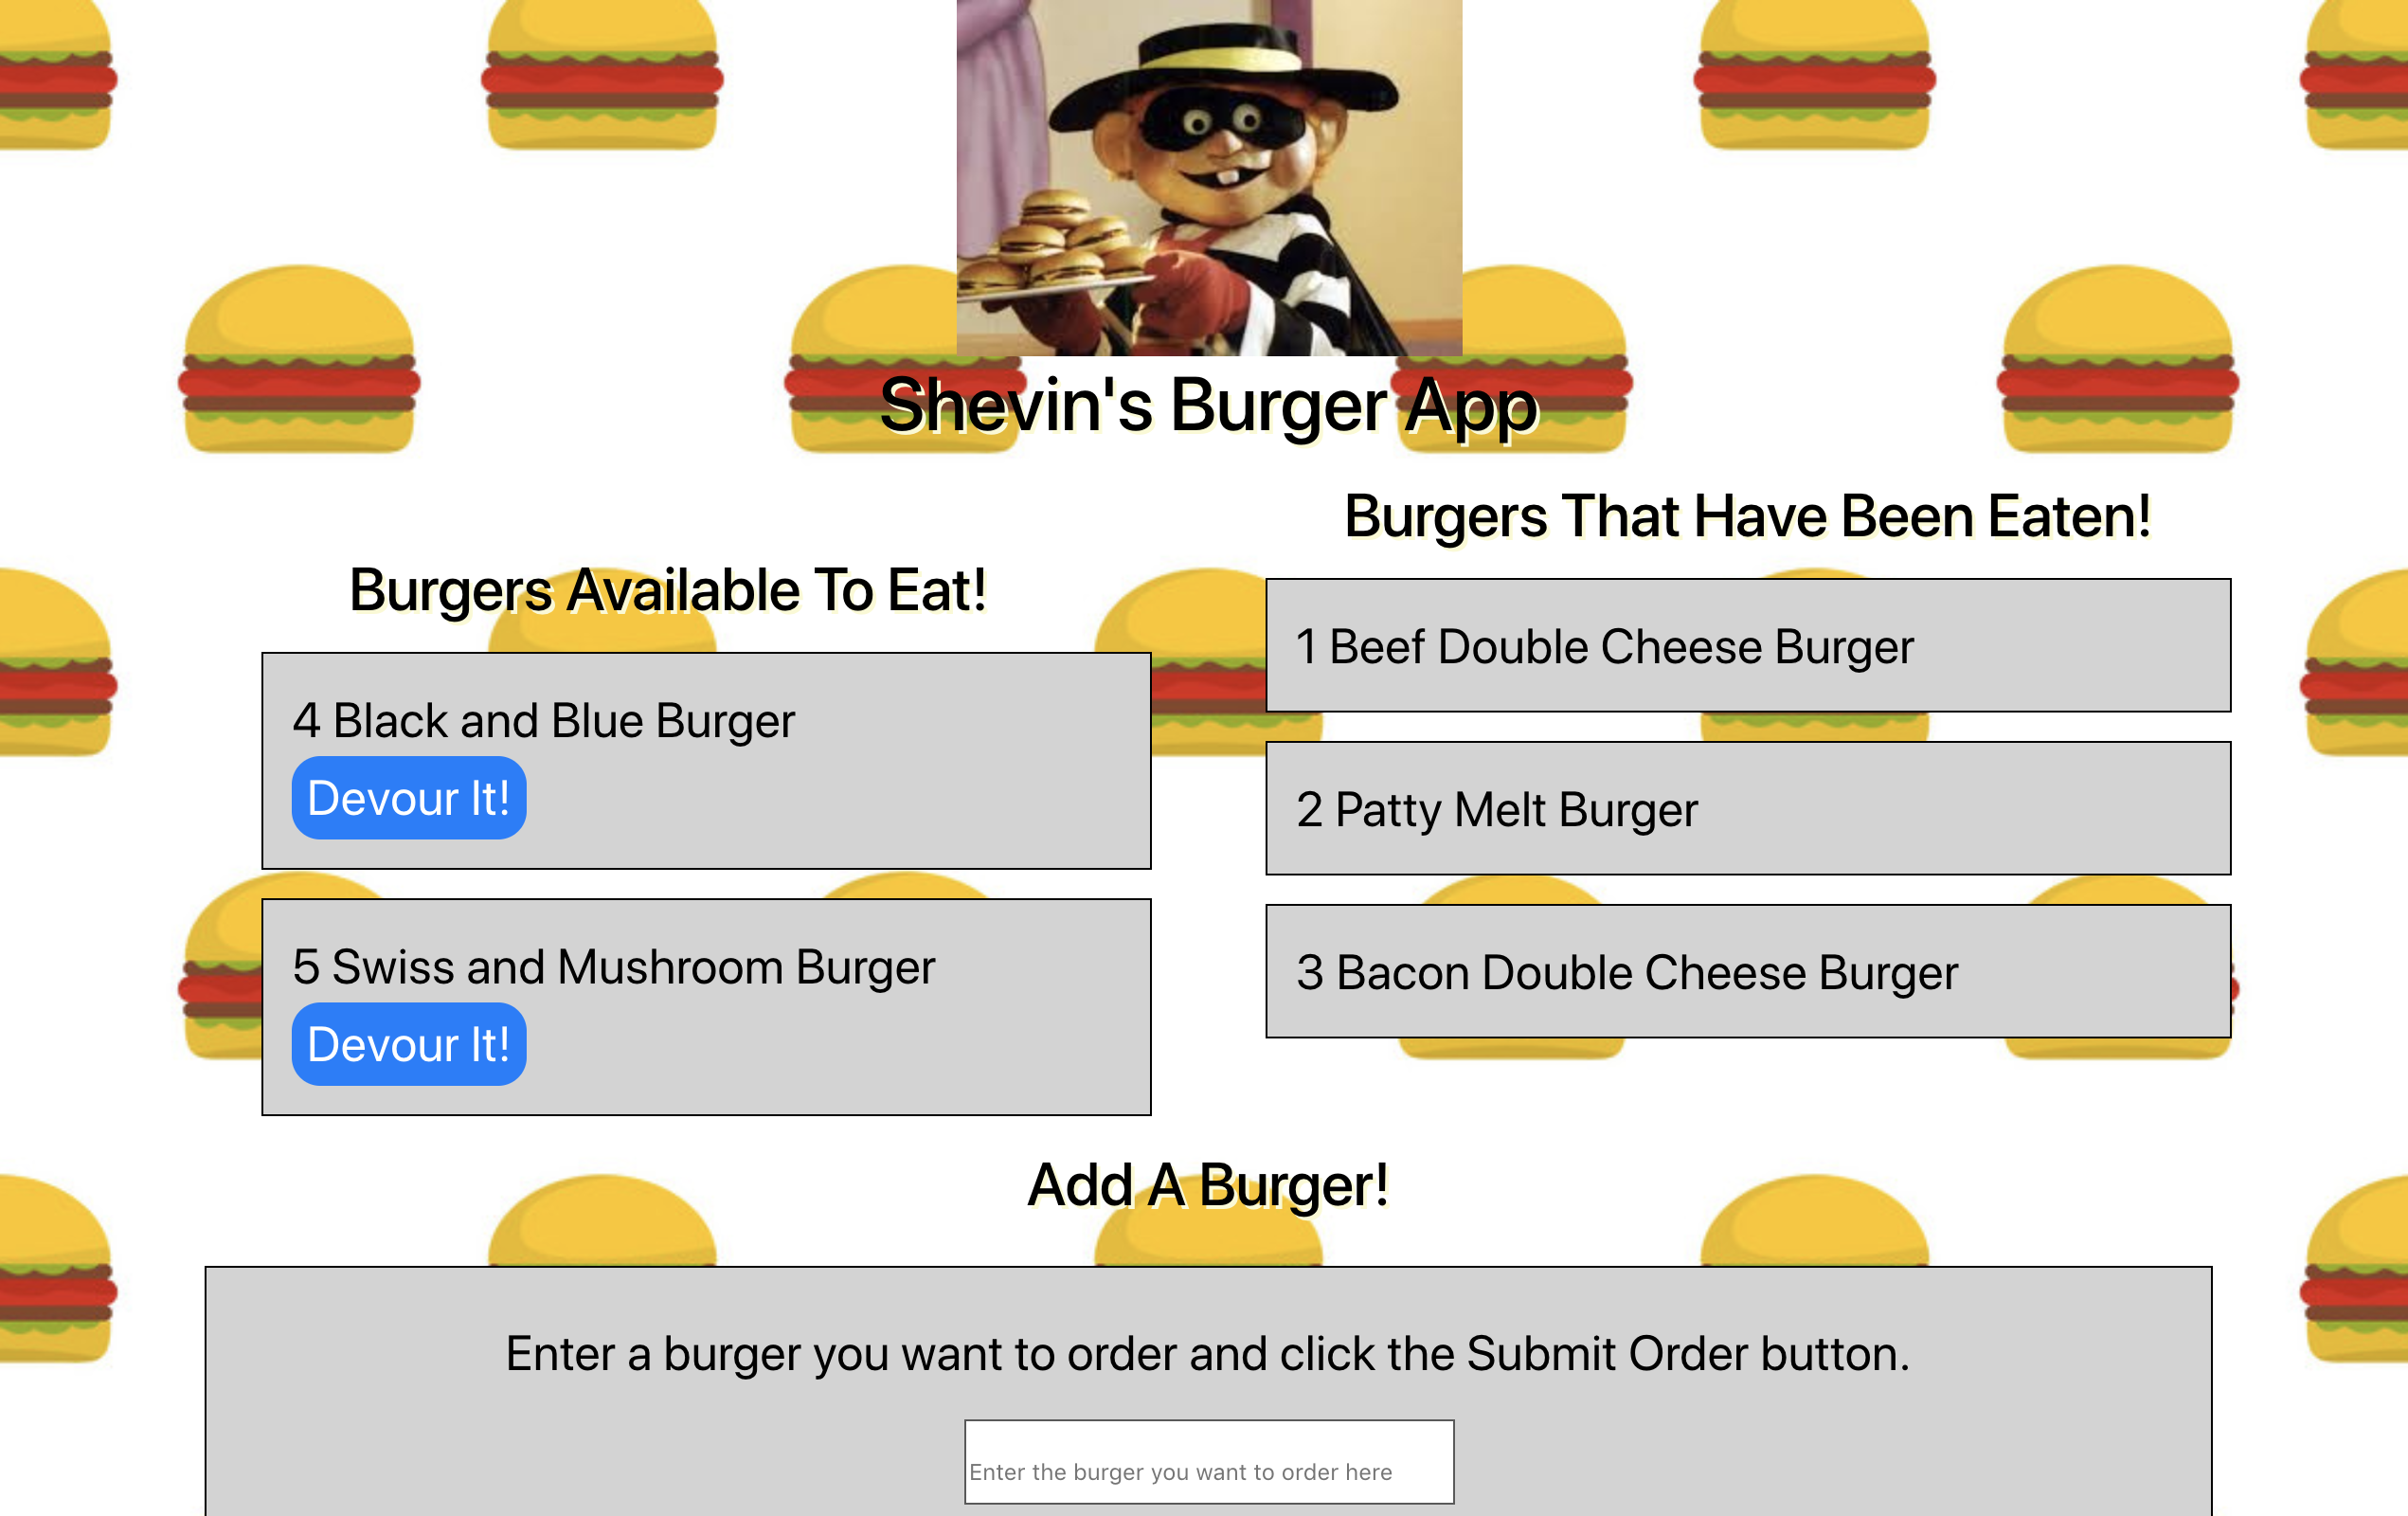 Shevin's Burger App
Burgers Available To Eat!
4 Black and Blue Burger
Devour It!
5 Swiss and Mushroom Burger
Devour It!
Burgers That Have Been Eaten!
1 Beef Double Cheese Burger
2 Patty Melt Burger
3 Bacon Double Cheese Burger
Add A Burger!
Enter a burger you want to order and click the Submit Order button.
Enter the burger you want to order here